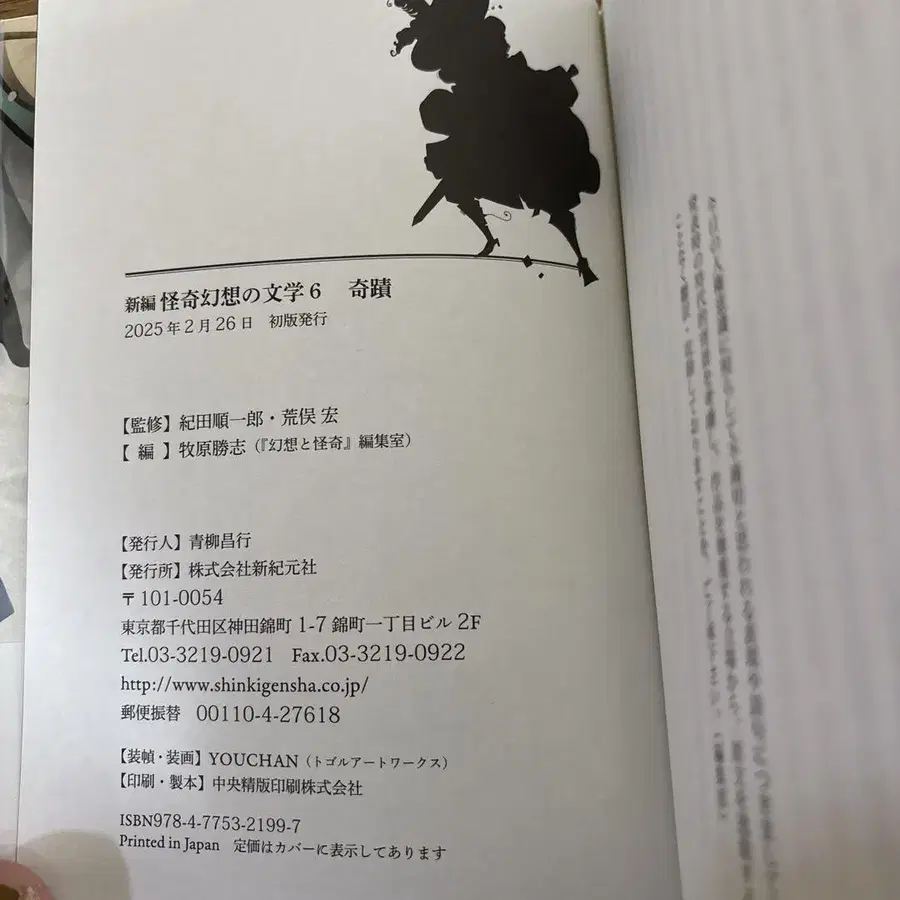 新編 怪奇幻想の文学6 奇蹟
2025年2月26日 初版発行
【監修】紀田順一郎・荒俣 宏
【 編 】牧原勝志（『幻想と怪奇』編集室）
【発行人】青柳昌行
【発行所】株式会社新紀元社
〒101-0054
東京都千代田区神田錦町1-7 錦町一丁目ビル2F
Tel.03-3219-0921 Fax.03-3219-0922
http://www.shinkigensha.co.jp/
郵便振替 00110-4-27618
【装幀・装画】YOUCHAN（トゴルアートワークス）
【印刷・製本】中央精版印刷株式会社
ISBN978-4-7753-2199-7
Printed in Japan 定価はカバーに表示してあります